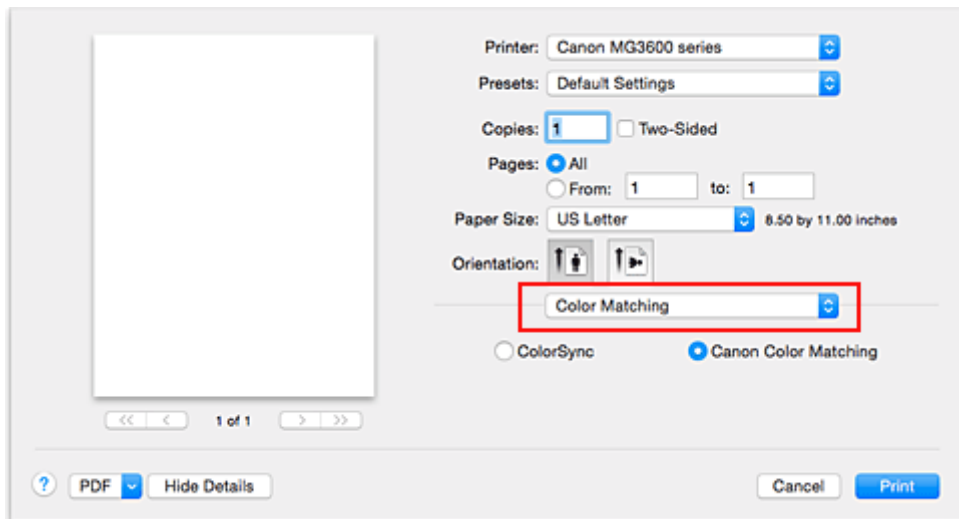 Printer: Canon MG3600 series
Presets: Default Settings
Copies: 1 Two-Sided
Pages: All
From: 1 to: 1
Paper Size: US Letter 8.50 by 11.00 inches
Orientation:
Color Matching
ColorSync Canon Color Matching
<< < 1 of 1 > >>
? PDF Hide Details Cancel Print